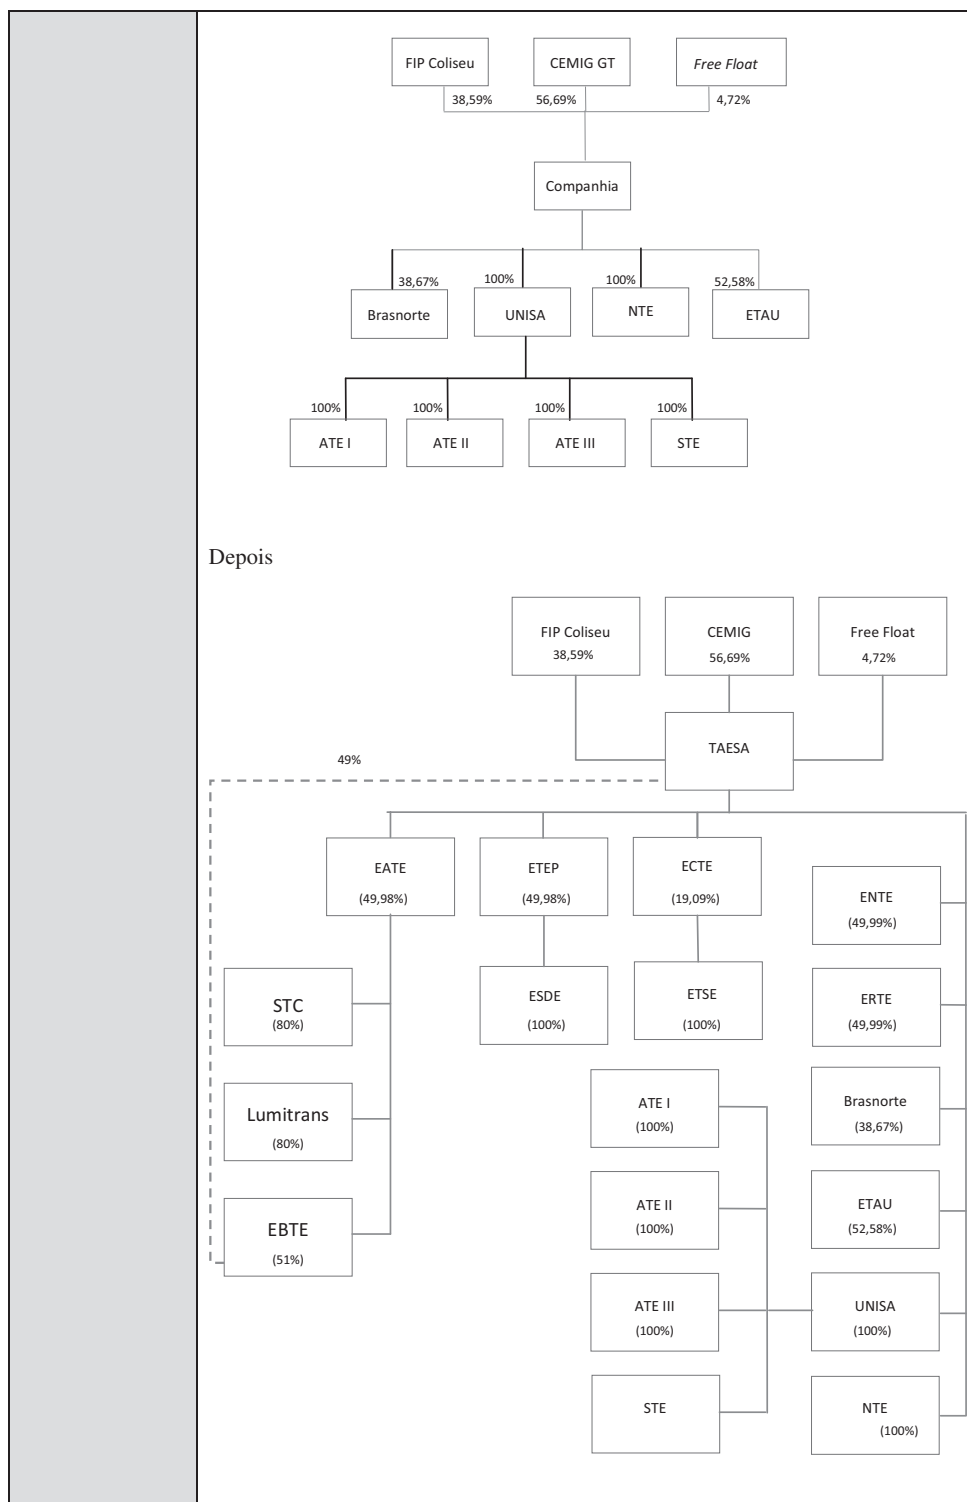 FIP Coliseu
CEMIG GT
Free Float
38,59%
56,69%
4,72%
Companhia
38,67%
100%
100%
52,58%
Brasnorte
UNISA
NTE
ETAU
100%
100%
100%
100%
ATE I
ATE II
ATE III
STE
Depois
FIP Coliseu
38,59%
CEMIG
56,69%
Free Float
4,72%
TAESA
49%
EATE
(49,98%)
ETEP
(49,98%)
ECTE
(19,09%)
ENTE
(49,99%)
STC
(80%)
ESDE
(100%)
ETSE
(100%)
ERTE
(49,99%)
Lumitrans
(80%)
ATE I
(100%)
Brasnorte
(38,67%)
EBTE
(51%)
ATE II
(100%)
ETAU
(52,58%)
ATE III
(100%)
UNISA
(100%)
STE
NTE
(100%)